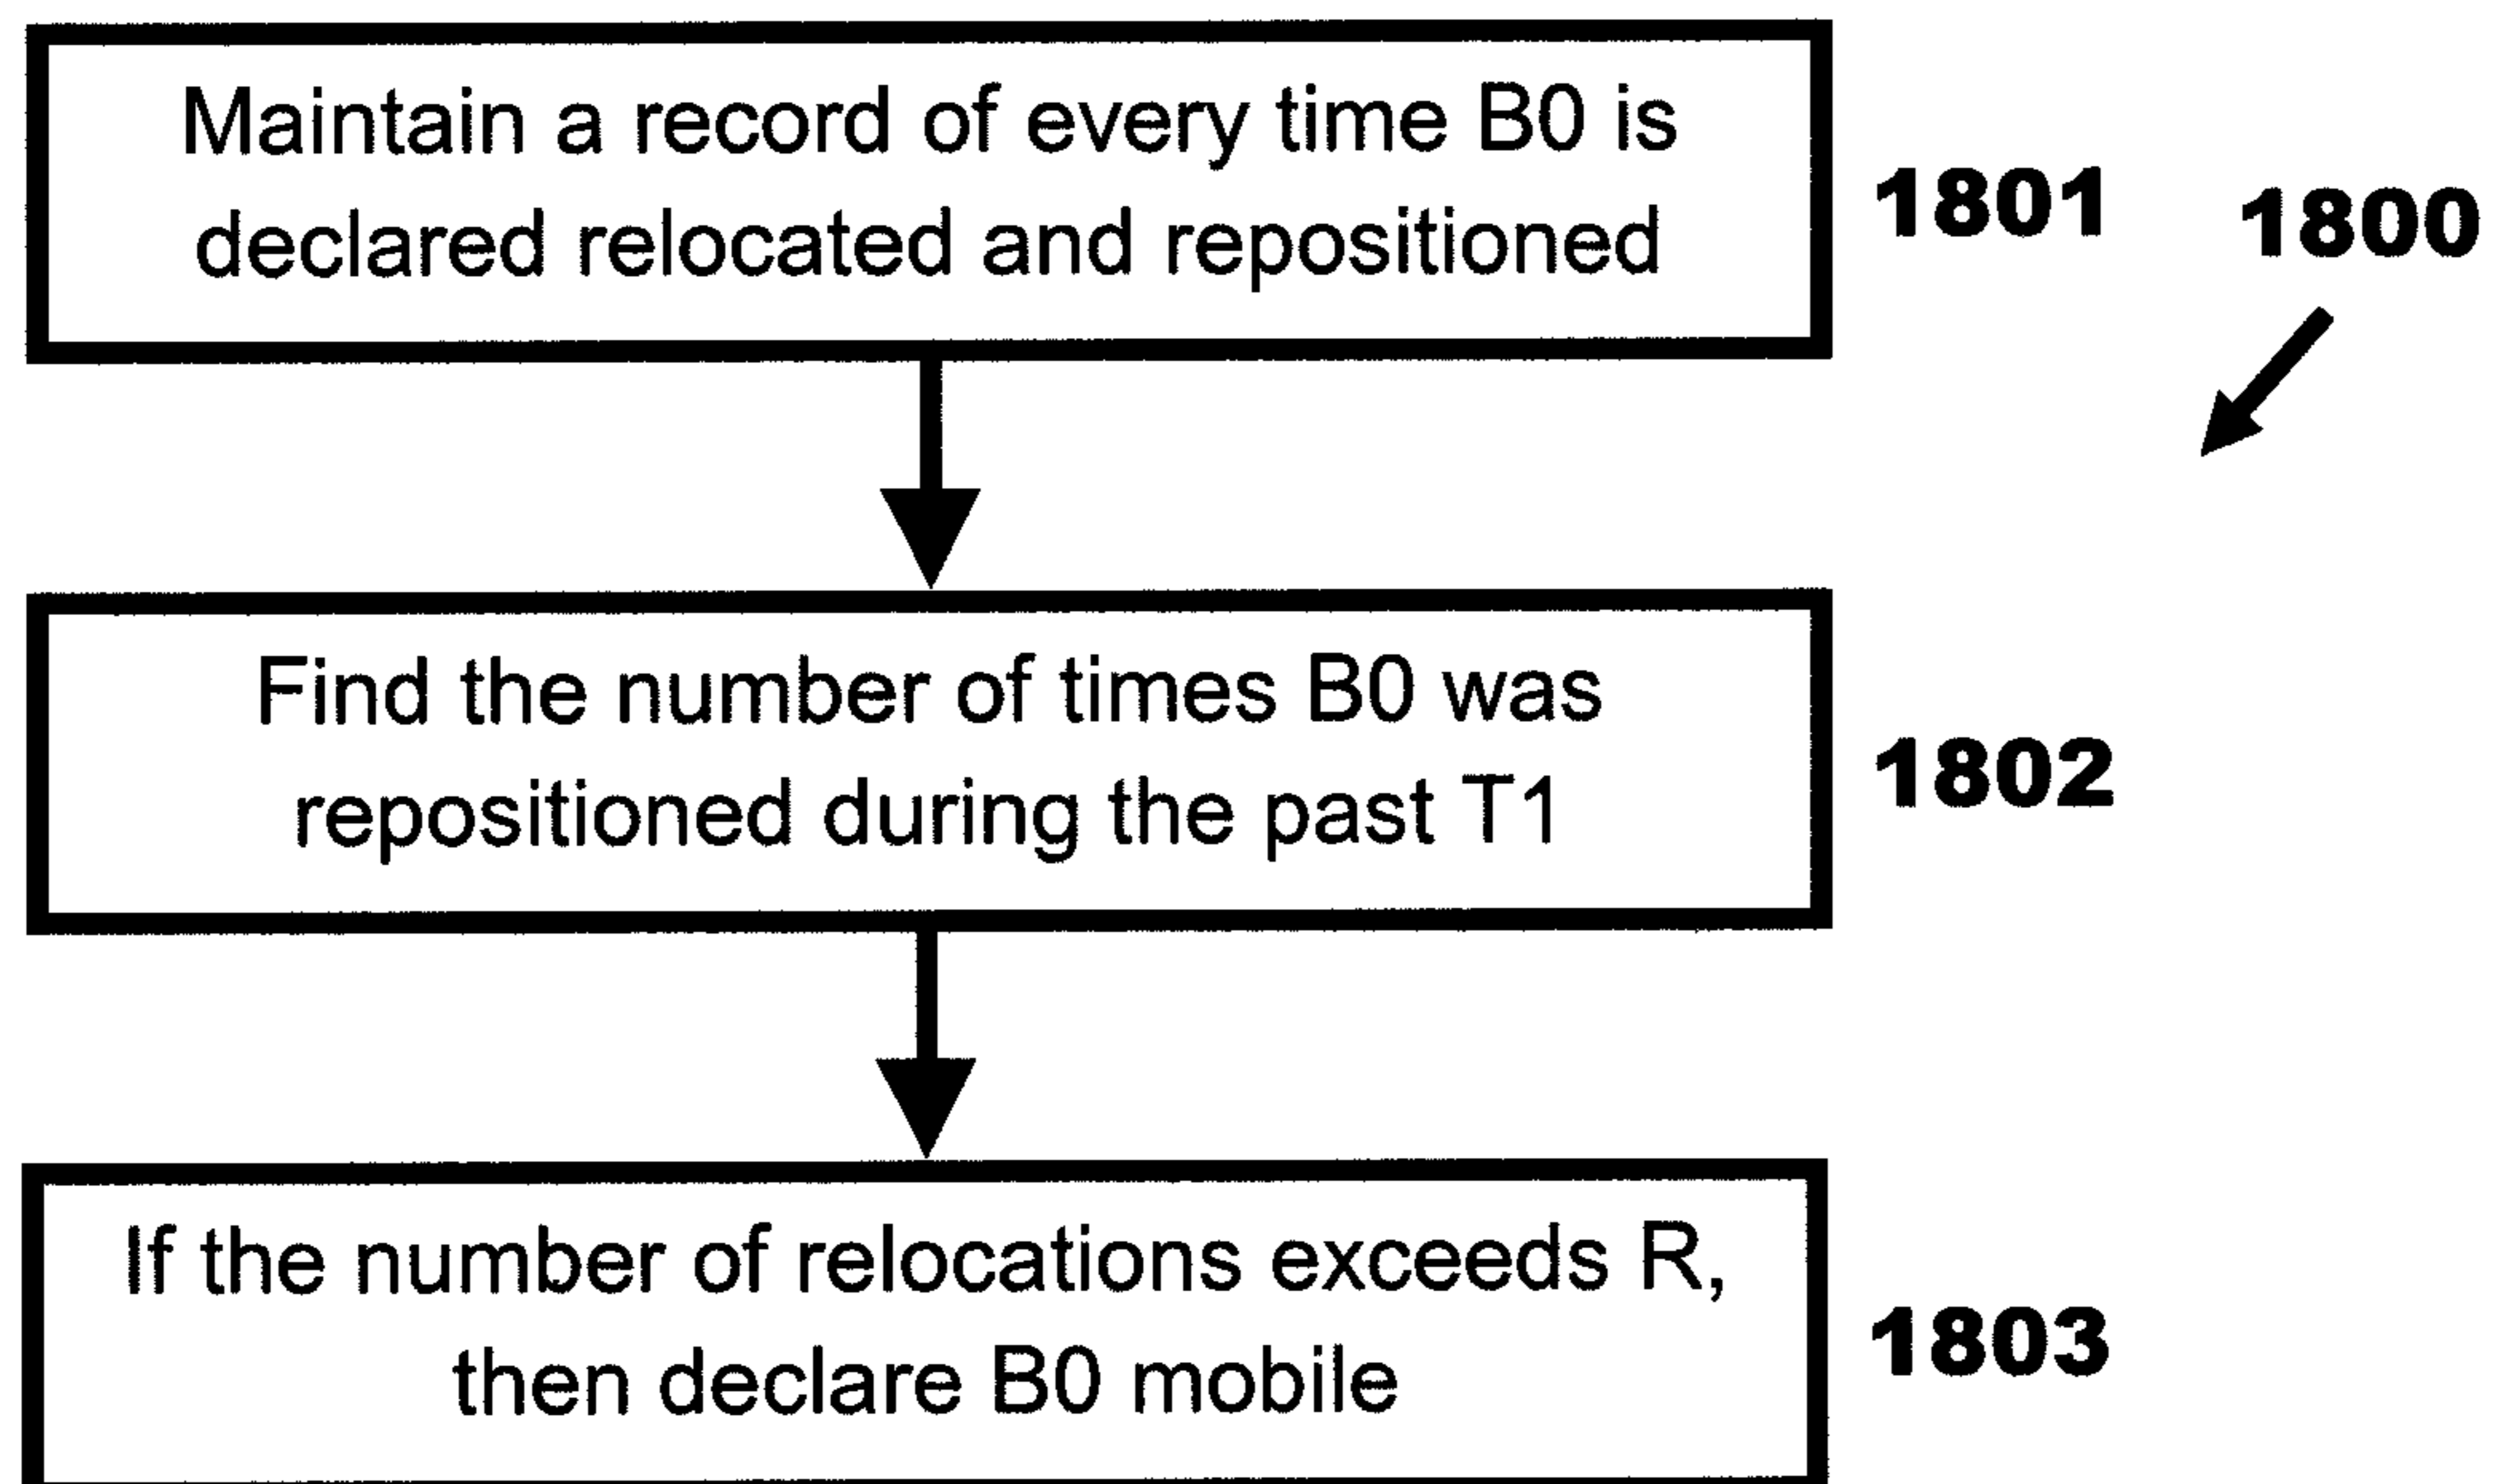 Maintain a record of every time B0 is
declared relocated and repositioned
1801
1800
Find the number of times B0 was
repositioned during the past T1
1802
If the number of relocations exceeds R,
then declare B0 mobile
1803